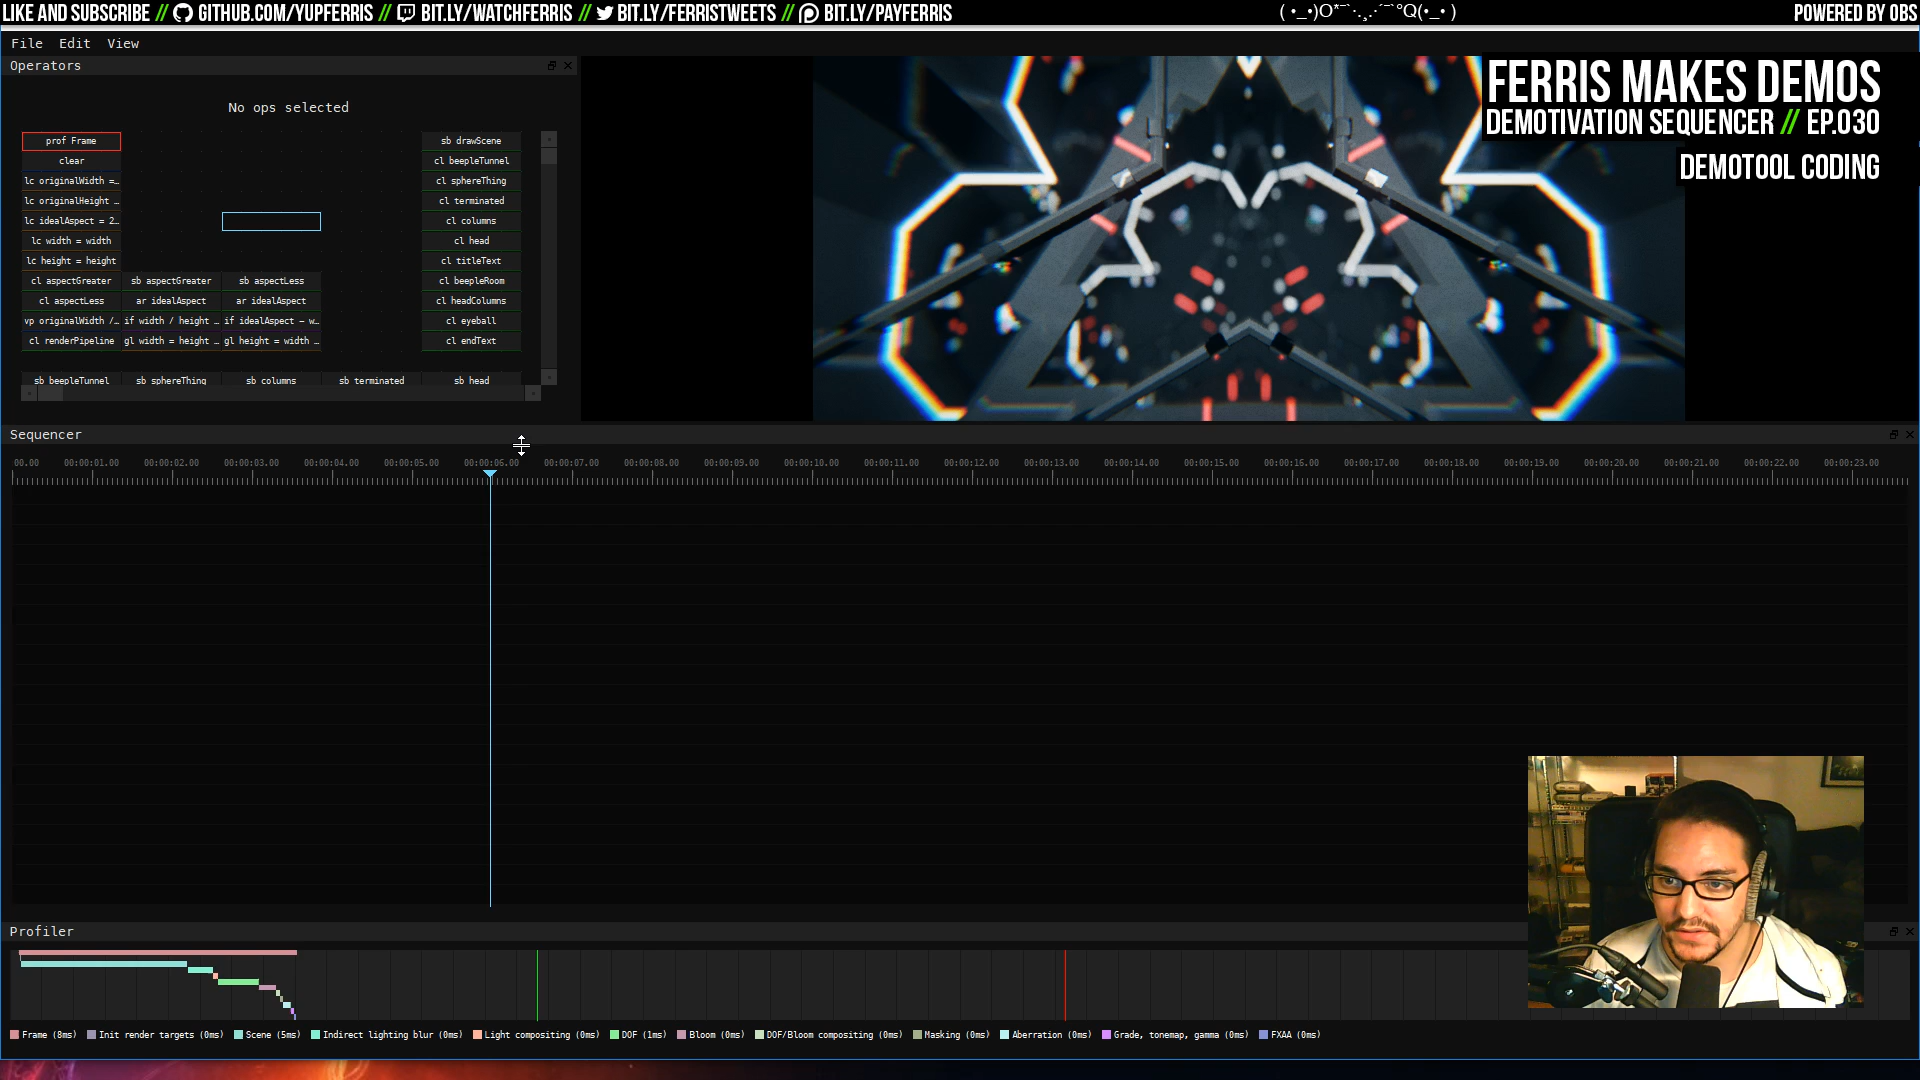 LIKE AND SUBSCRIBE // GITHUB.COM/YUPFERRIS // BIT.LY/WATCHFERRIS // BIT.LY/FERRISTWEETS // BIT.LY/PAYFERRIS
POWERED BY OBS
File Edit View
Operators
FERRIS MAKES DEMOS
DEMOTIVATION SEQUENCER // EP.030
DEMOTOOL CODING
No ops selected
prof Frame
sb drawScene
clear
cl beepleTunnel
lc originalWidth =…
cl sphereThing
lc originalHeight …
cl terminated
lc idealAspect = 2…
cl columns
lc width = width
cl head
lc height = height
cl titleText
cl aspectGreater sb aspectGreater sb aspectLess
cl beepleRoom
cl aspectLess ar idealAspect ar idealAspect
cl headColumns
vp originalWidth /… if width / height … if idealAspect – w…
cl eyeball
cl renderPipeline gl width = height … gl height = width …
cl endText
sb beepleTunnel sb sphereThing sb columns sb terminated sb head
Sequencer
00.00 00:00:01.00 00:00:02.00 00:00:03.00 00:00:04.00 00:00:05.00 00:00:06.00 00:00:07.00 00:00:08.00 00:00:09.00 00:00:10.00 00:00:11.00 00:00:12.00 00:00:13.00 00:00:14.00 00:00:15.00 00:00:16.00 00:00:17.00 00:00:18.00 00:00:19.00 00:00:20.00 00:00:21.00 00:00:22.00 00:00:23.00
Profiler
Frame (8ms) Init render targets (0ms) Scene (5ms) Indirect lighting blur (0ms) Light compositing (0ms) DOF (1ms) Bloom (0ms) DOF/Bloom compositing (0ms) Masking (0ms) Aberration (0ms) Grade, tonemap, gamma (0ms) FXAA (0ms)